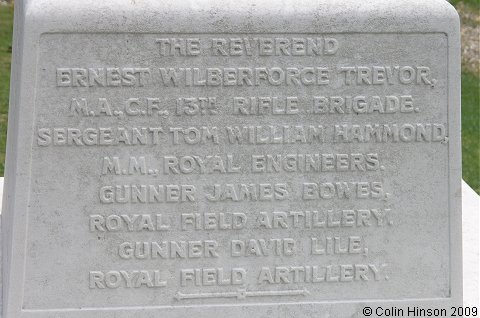 THE REVEREND
ERNEST WILBERFORCE TREVOR,
M.A., C.F., 13TH RIFLE BRIGADE.
SERGEANT TOM WILLIAM HAMMOND,
M.M., ROYAL ENGINEERS.
GUNNER JAMES BOWES,
ROYAL FIELD ARTILLERY.
GUNNER DAVID LILE,
ROYAL FIELD ARTILLERY.
©Colin Hinson 2009